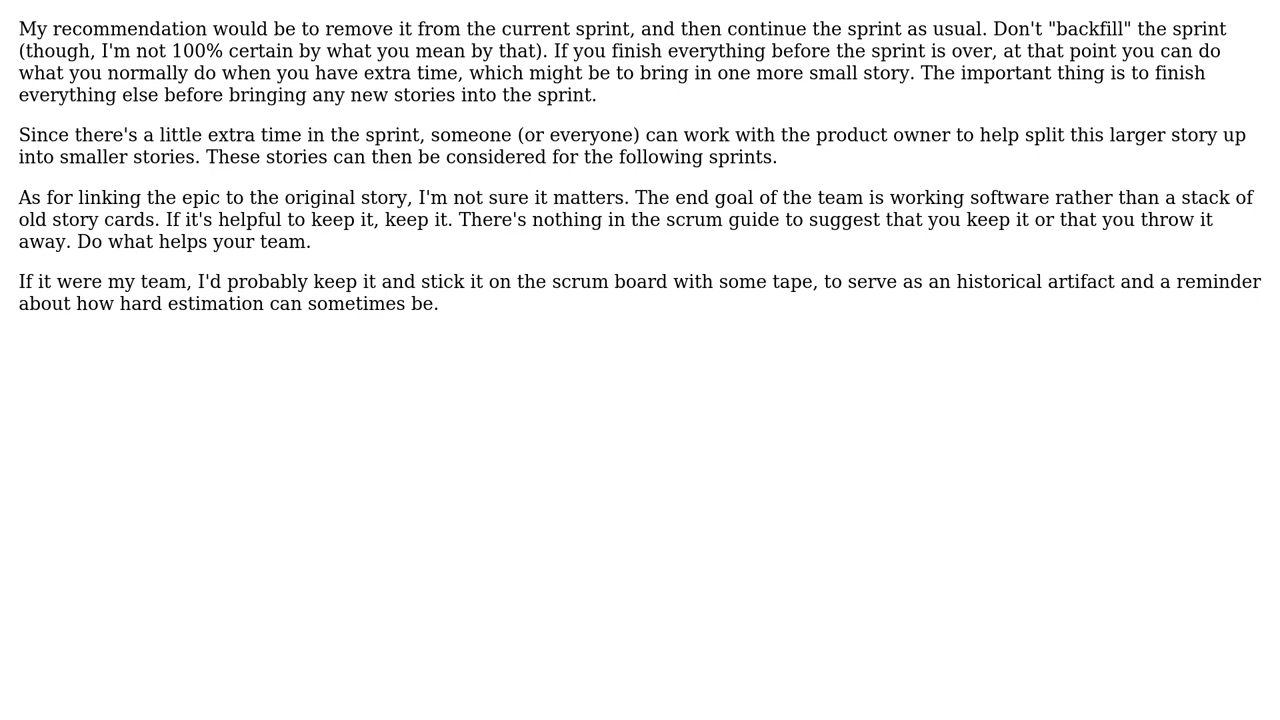 My recommendation would be to remove it from the current sprint, and then continue the sprint as usual. Don't "backfill" the sprint
(though, I'm not 100% certain by what you mean by that). If you finish everything before the sprint is over, at that point you can do
what you normally do when you have extra time, which might be to bring in one more small story. The important thing is to finish
everything else before bringing any new stories into the sprint.
Since there's a little extra time in the sprint, someone (or everyone) can work with the product owner to help split this larger story up
into smaller stories. These stories can then be considered for the following sprints.
As for linking the epic to the original story, I'm not sure it matters. The end goal of the team is working software rather than a stack of
old story cards. If it's helpful to keep it, keep it. There's nothing in the scrum guide to suggest that you keep it or that you throw it
away. Do what helps your team.
If it were my team, I'd probably keep it and stick it on the scrum board with some tape, to serve as an historical artifact and a reminder
about how hard estimation can sometimes be.